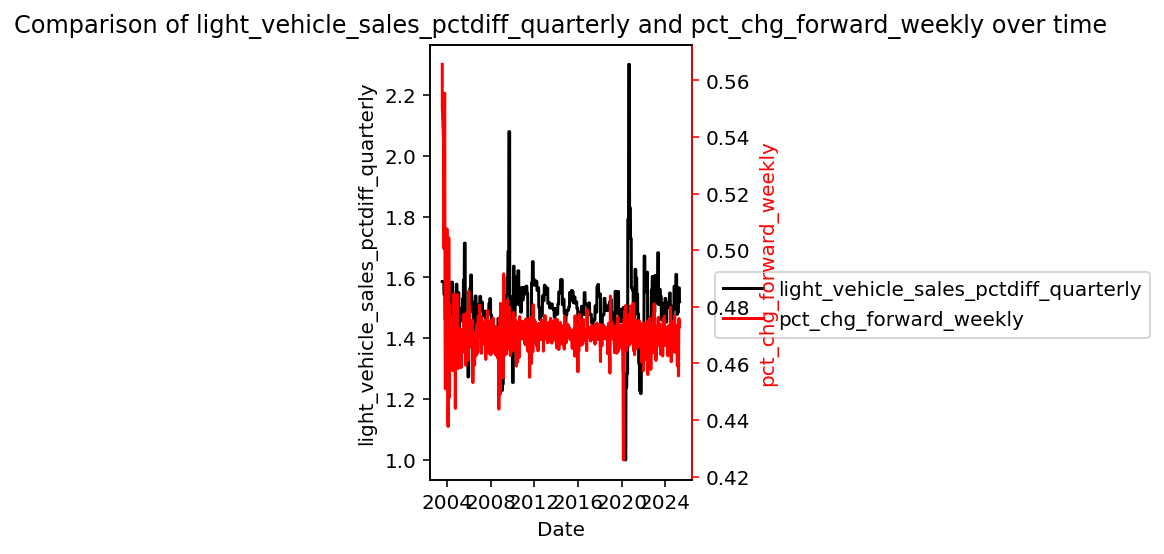 Comparison of light_vehicle_sales_pctdiff_quarterly and pct_chg_forward_weekly over time
light_vehicle_sales_pctdiff_quarterly
2.2
2.0
1.8
1.6
1.4
1.2
1.0
0.56
0.54
0.52
0.50
0.48
0.46
0.44
0.42
pct_chg_forward_weekly
light_vehicle_sales_pctdiff_quarterly
pct_chg_forward_weekly
2004 2008 2012 2016 2020 2024
Date